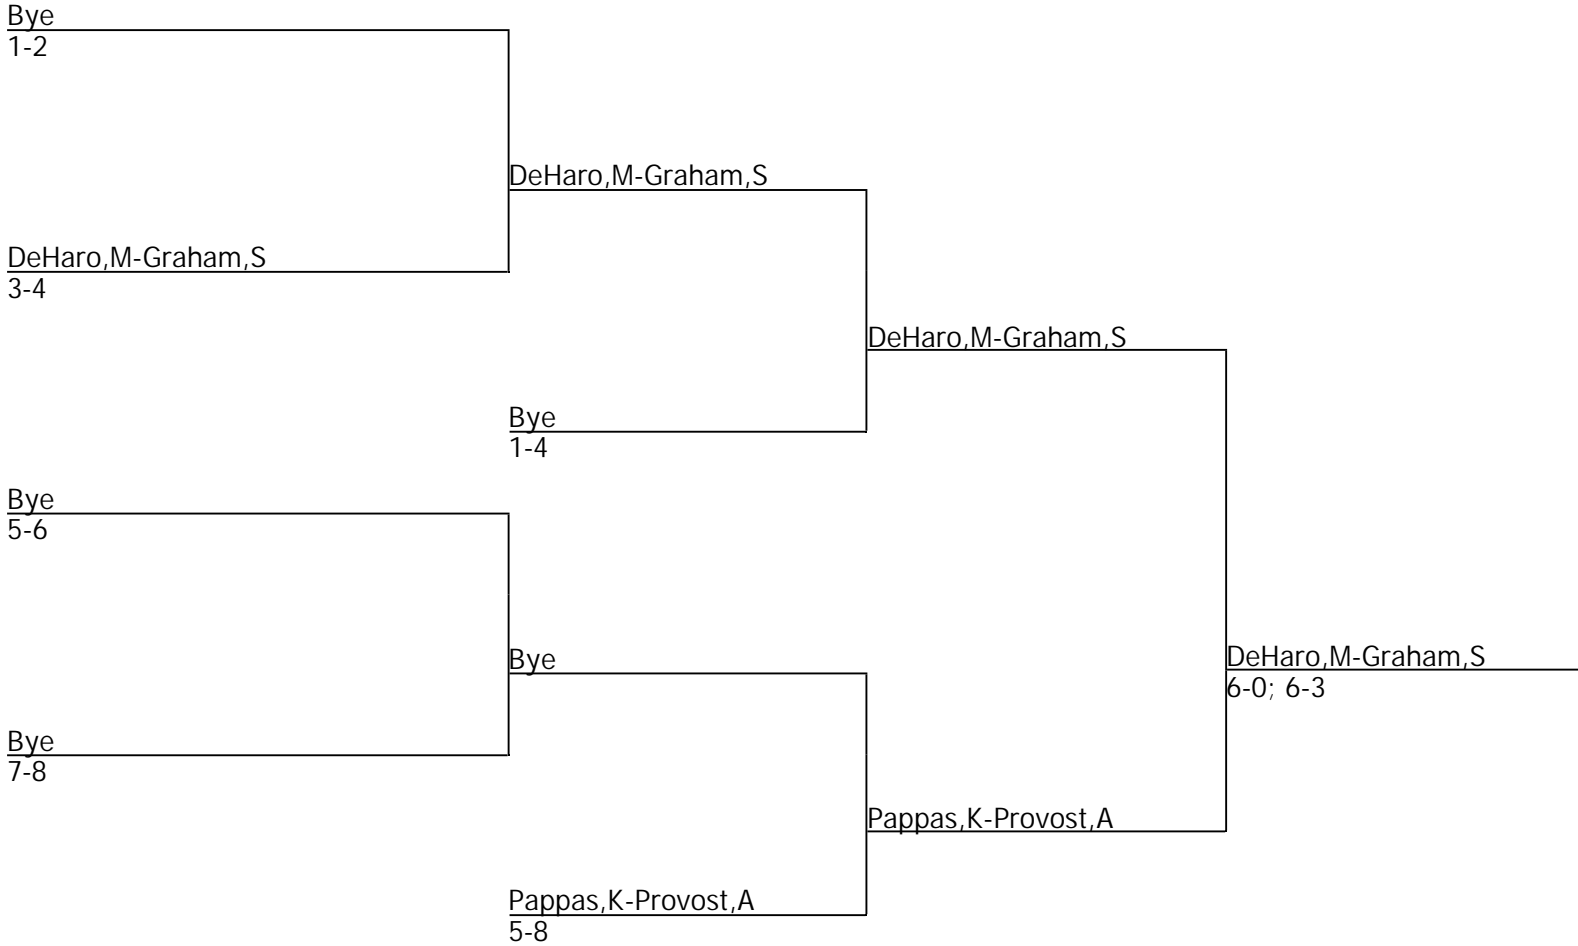 Bye
1-2
DeHaro,M-Graham,S
DeHaro,M-Graham,S
3-4
DeHaro,M-Graham,S
Bye
1-4
Bye
5-6
Bye
DeHaro,M-Graham,S
6-0; 6-3
Bye
7-8
Pappas,K-Provost,A
Pappas,K-Provost,A
5-8